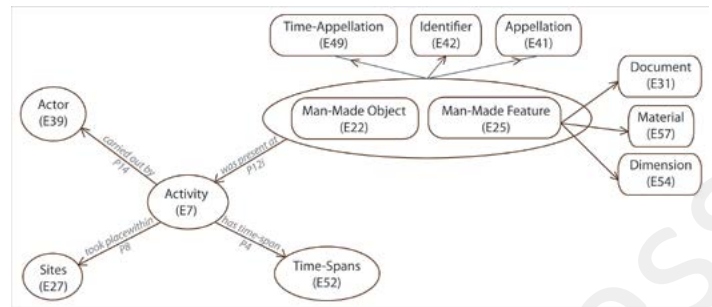 Time-Appellation
(E49)
Identifier
(E42)
Appellation
(E41)
Document
(E31)
Man-Made Object
(E22)
Man-Made Feature
(E25)
Material
(E57)
Dimension
(E54)
Actor
(E39)
carried out by
P14
was present at
P12i
Activity
(E7)
took placewithin
P8
has time-span
P4
Sites
(E27)
Time-Spans
(E52)